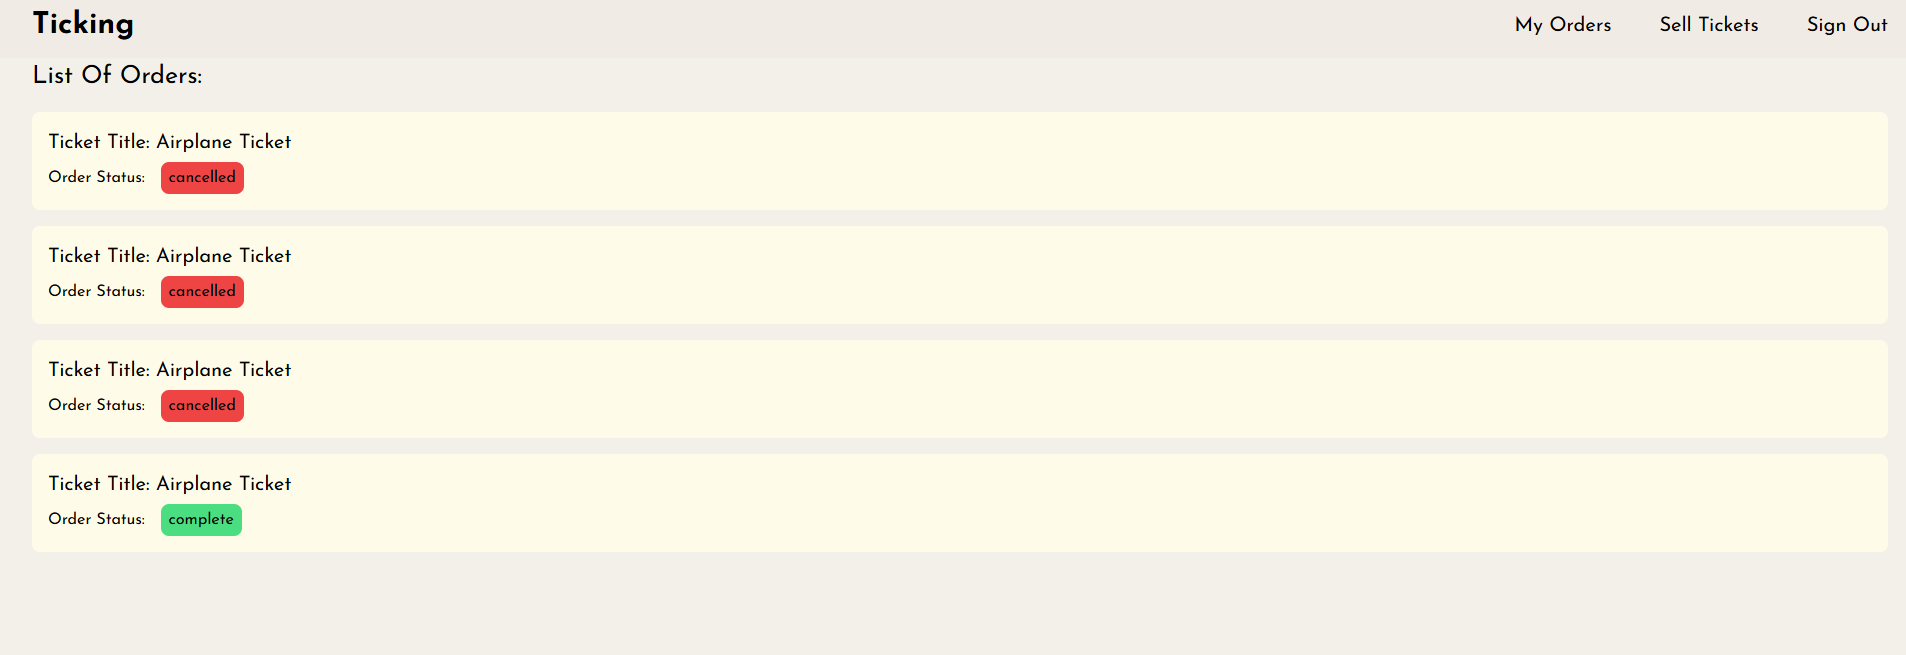 Ticking
My Orders
Sell Tickets
Sign Out
List Of Orders:
Ticket Title: Airplane Ticket
Order Status: cancelled
Ticket Title: Airplane Ticket
Order Status: cancelled
Ticket Title: Airplane Ticket
Order Status: cancelled
Ticket Title: Airplane Ticket
Order Status: complete